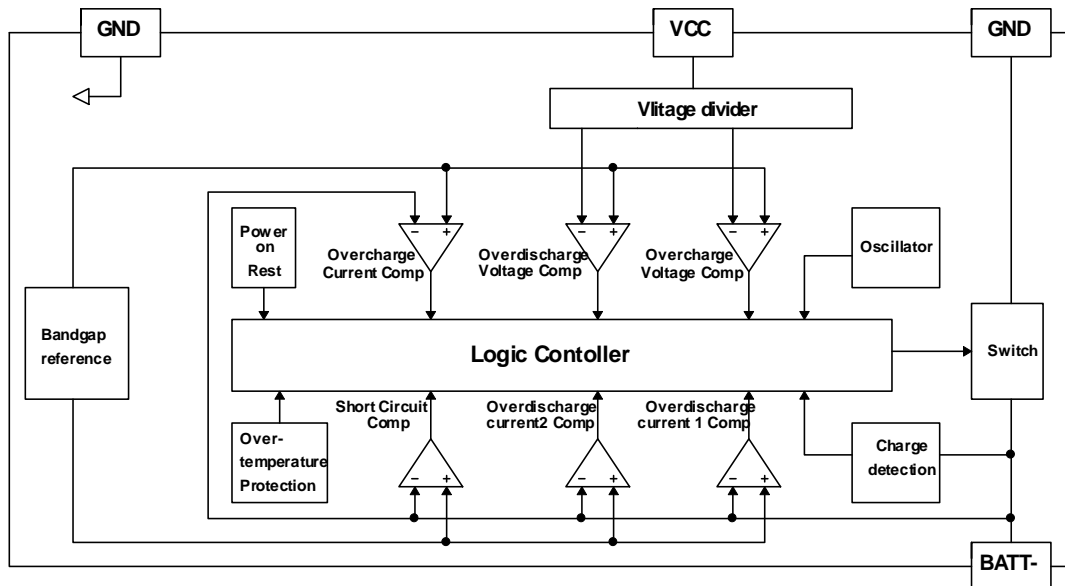 GND
VCC
GND
Vlitage divider
Power
on
Rest
- +
- +
- +
Overcharge
Current Comp
Overdischarge
Voltage Comp
Overcharge
Voltage Comp
Oscillator
Bandgap
reference
Logic Contoller
Switch
Short Circuit
Comp
Overdischarge
current2 Comp
Overdischarge
current 1 Comp
Over-
temperature
Protection
- +
- +
- +
Charge
detection
BATT-